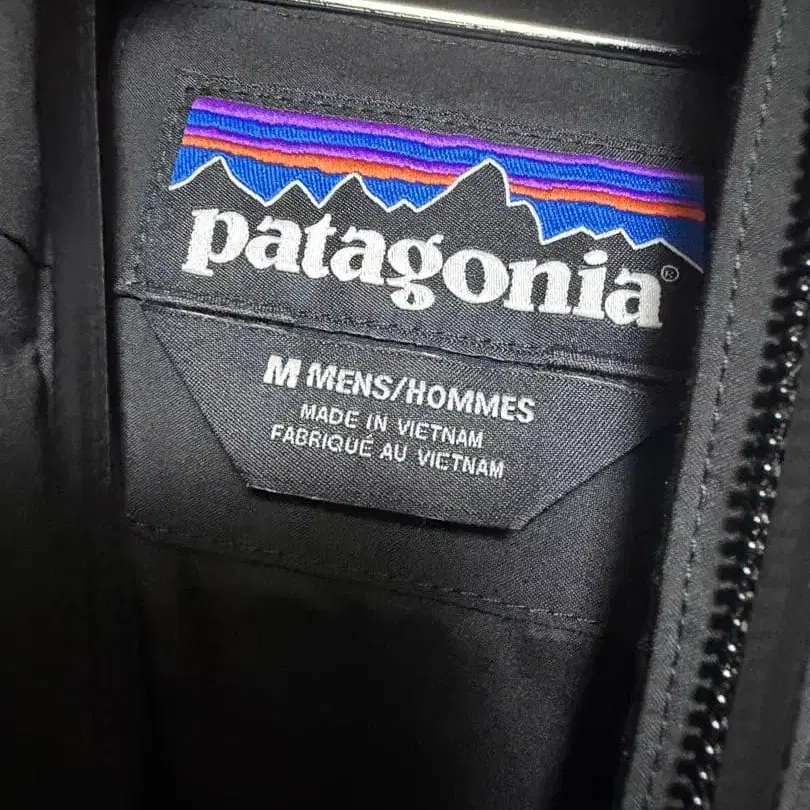 patagonia®
M MENS/HOMMES
MADE IN VIETNAM
FABRIQUÉ AU VIETNAM